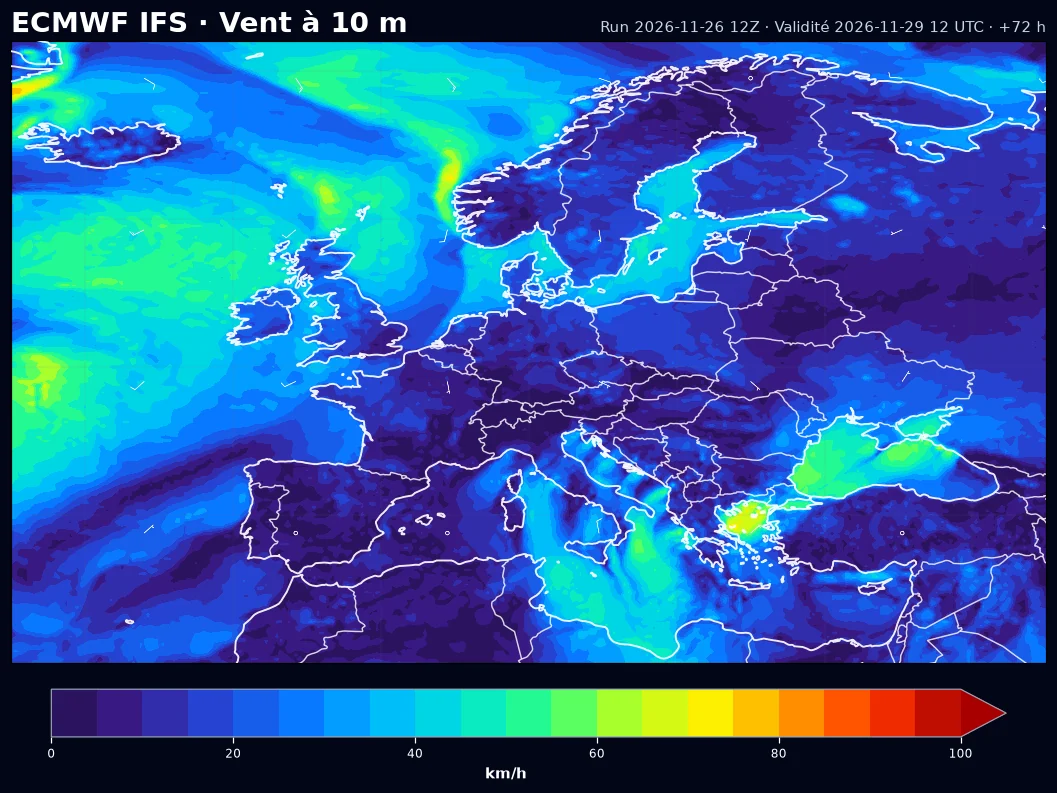 ECMWF IFS · Vent à 10 m
Run 2026-11-26 12Z · Validité 2026-11-29 12 UTC · +72 h
0 20 40 60 80 100
km/h